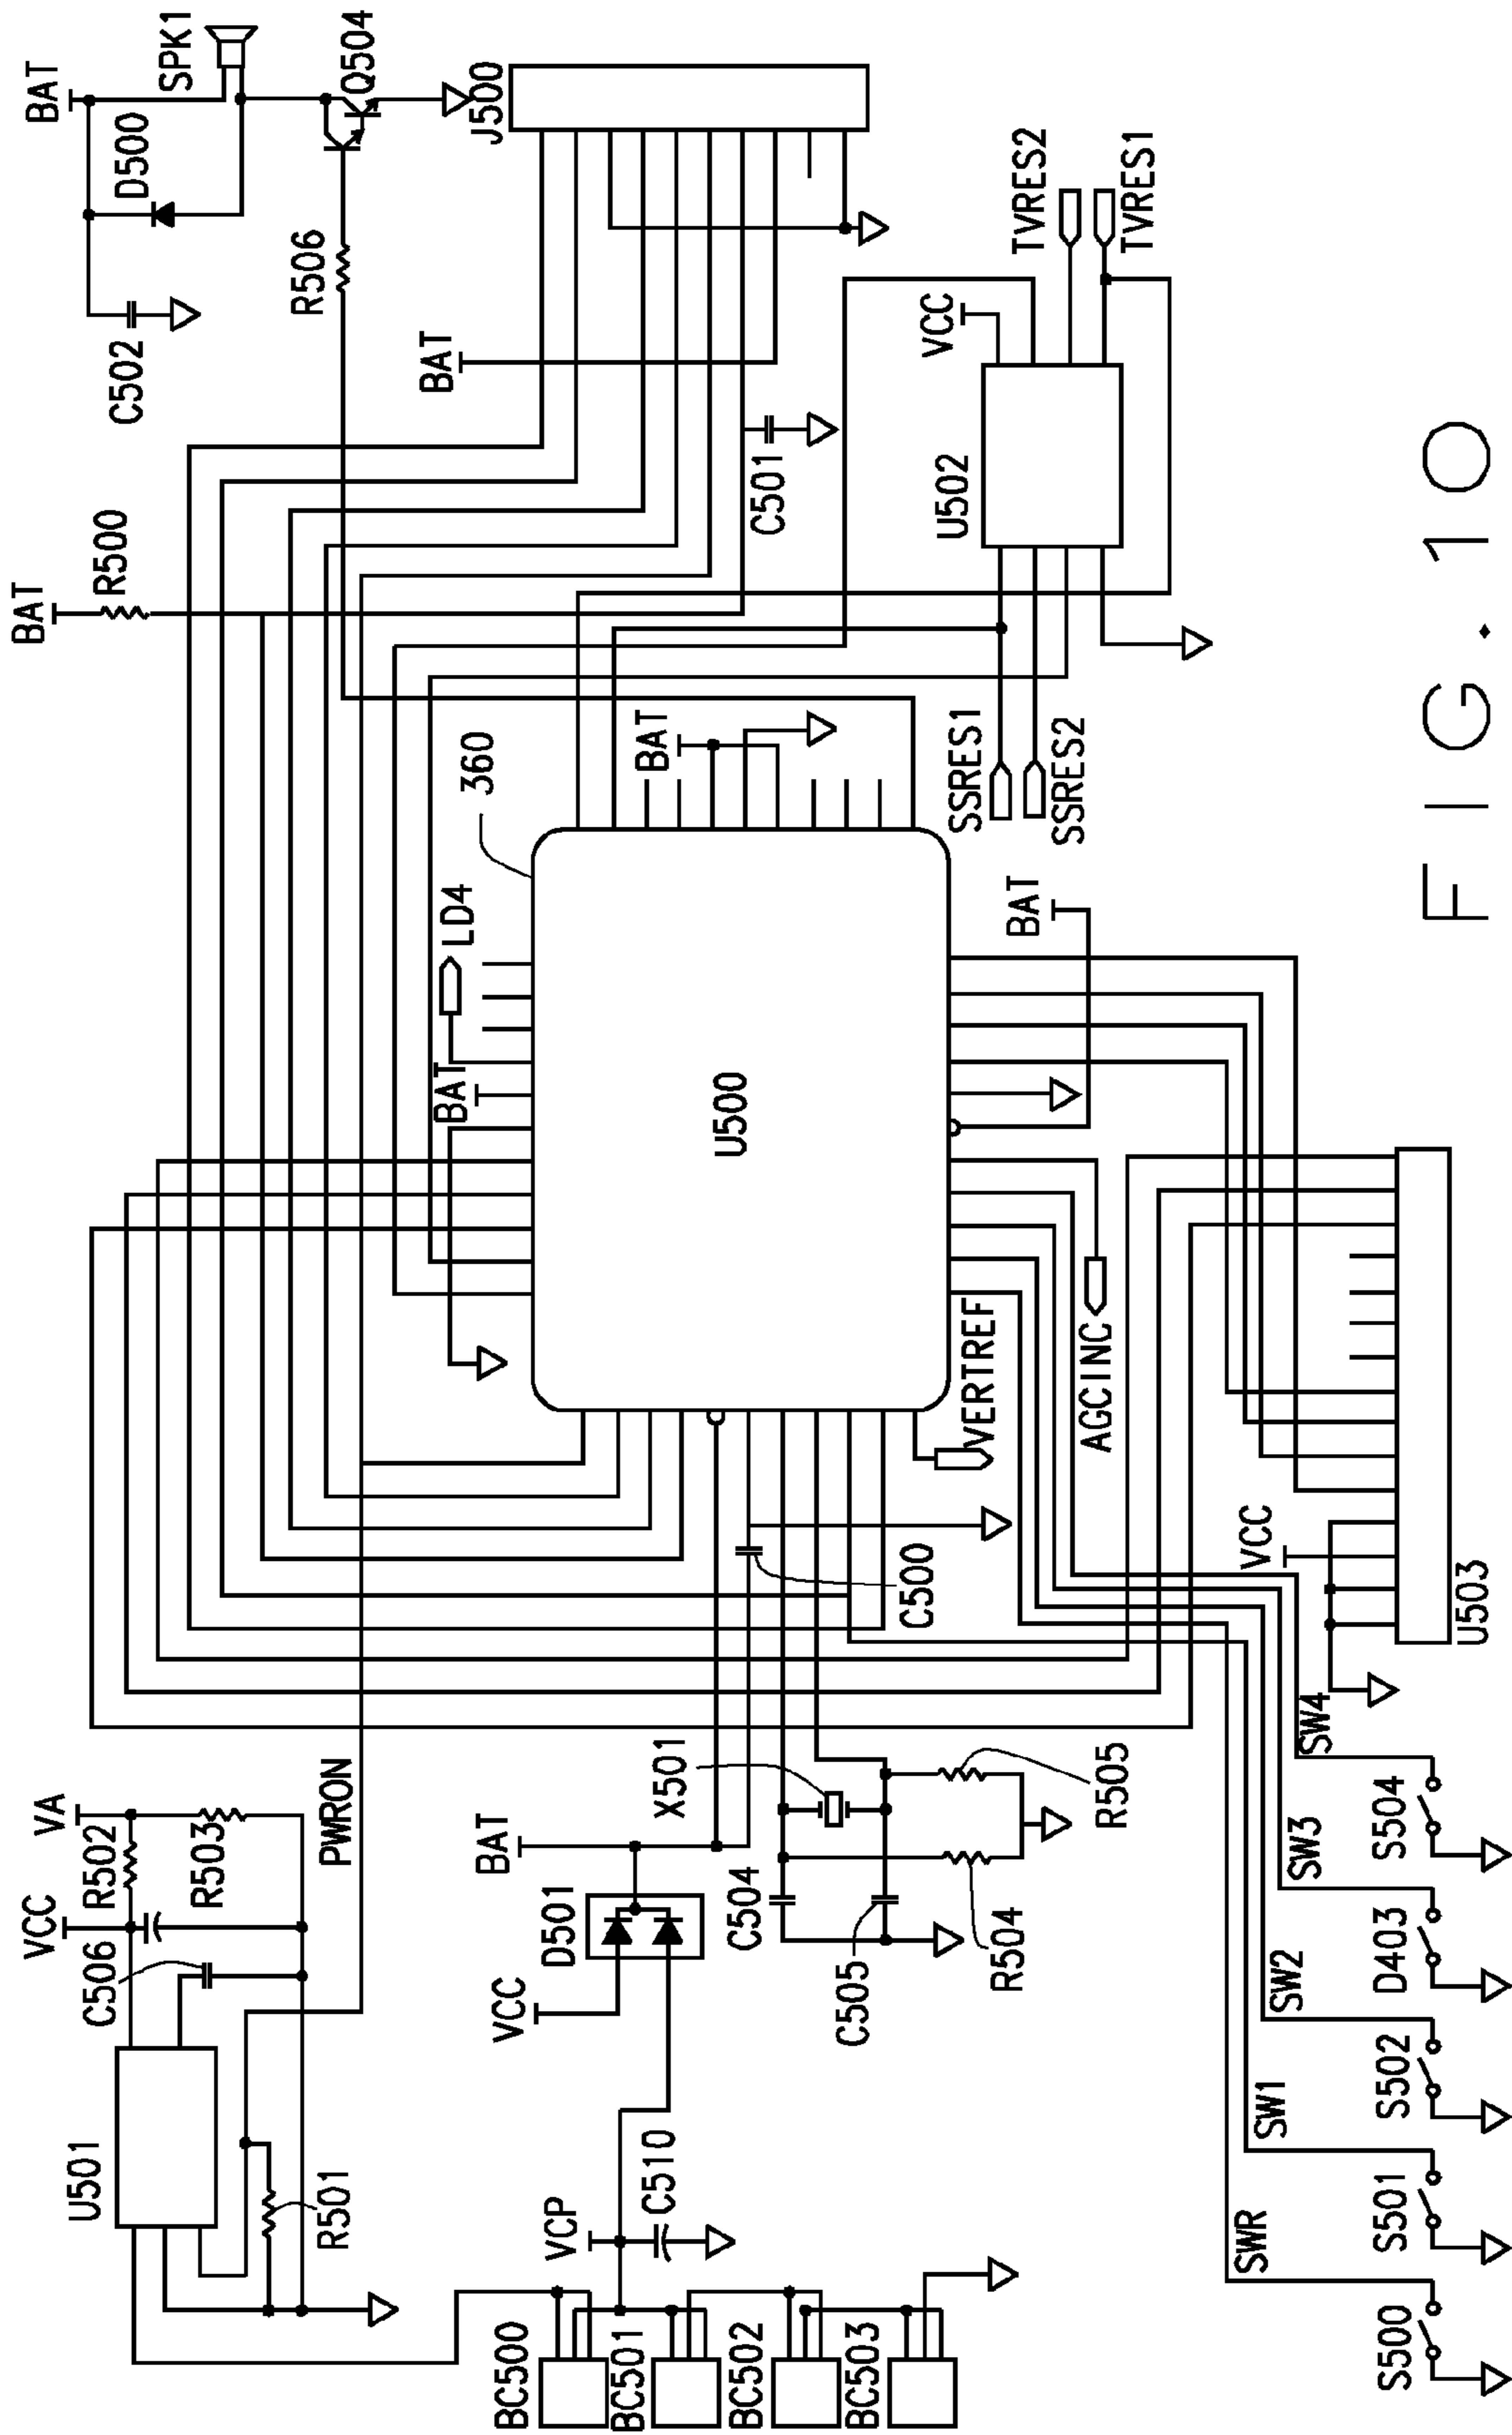 BAT
SPK1
D500
Q504
C502
R506
J500
BAT
R500
BAT
C501
VCC
TVRES2
TVRES1
U502
360
BAT
SSRES1
SSRES2
LD4
BAT
U500
BAT
VERTREF
AGCINC
C500
VCC
U503
VA
R502
R503
PWRON
VCC
C506
U501
R501
BAT
X501
D501
VCC
C504
C505
R504
R505
VCP
C510
BC500
BC501
BC502
BC503
SW4
S504
SW3
D403
SW2
S502
SW1
S501
SWR
S500
FIG. 10